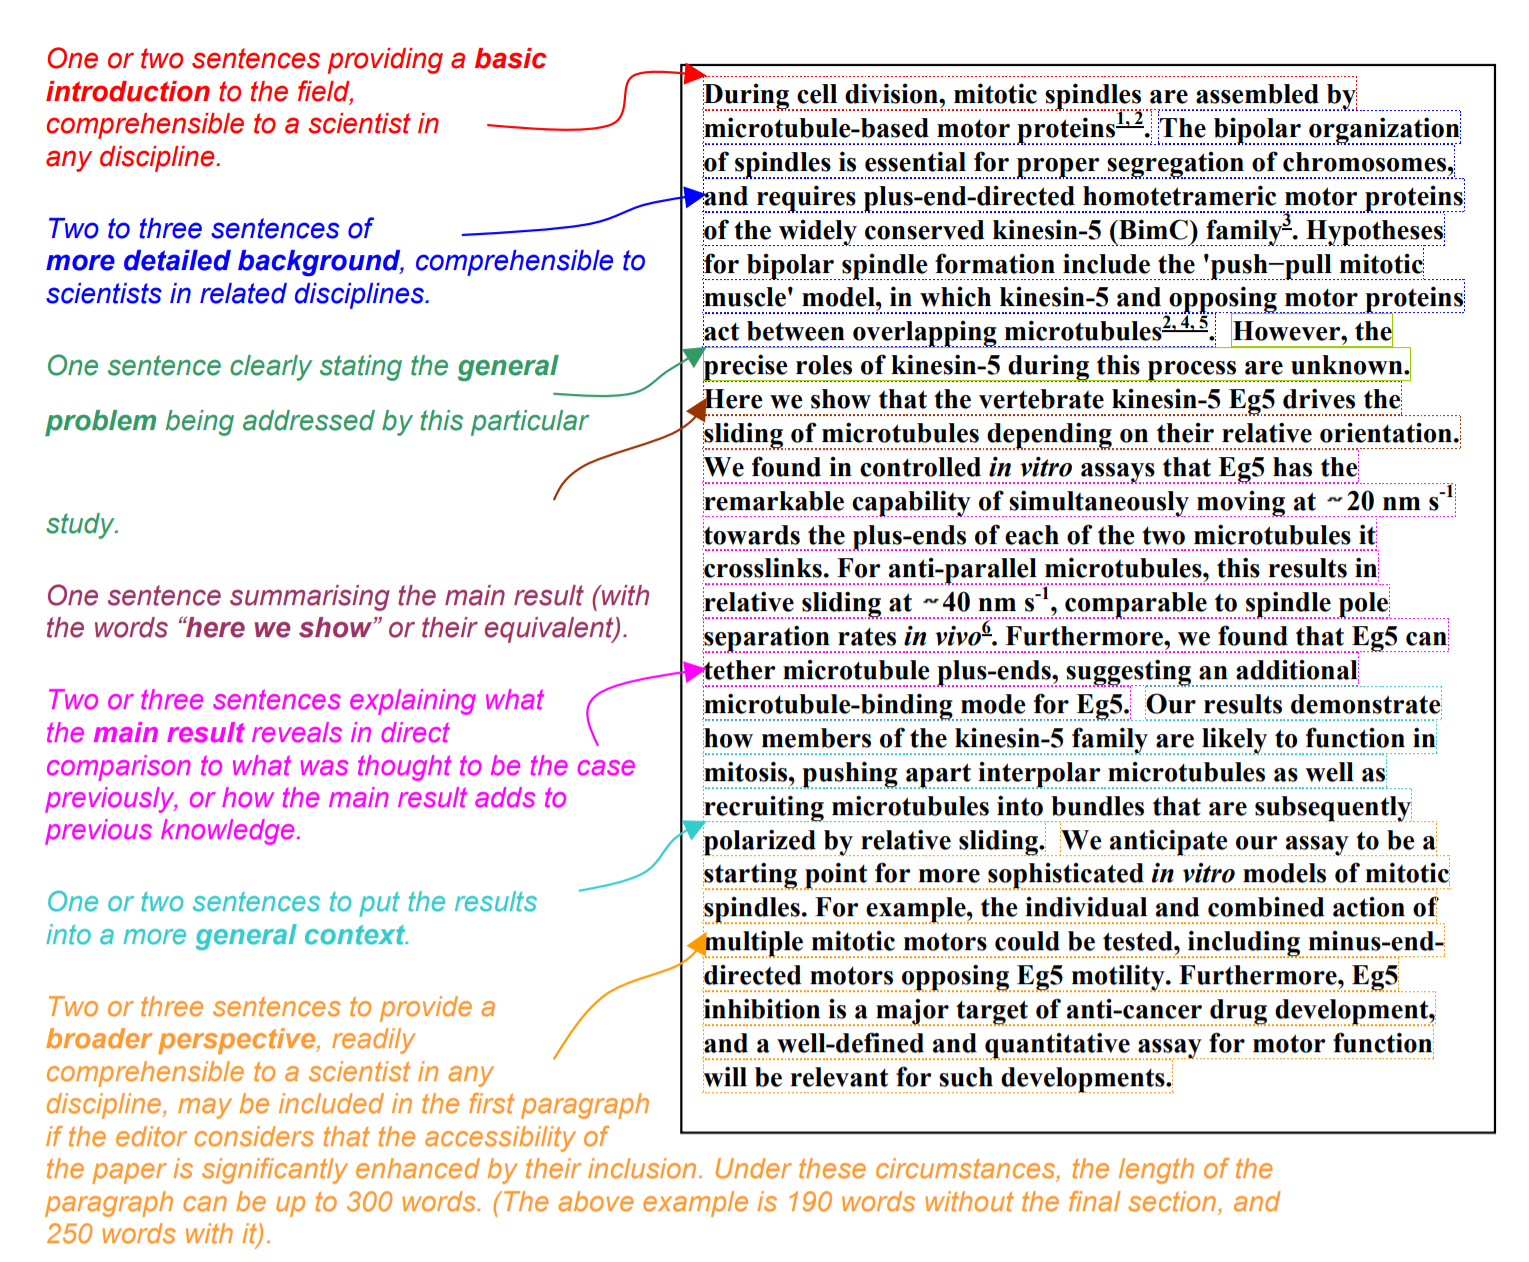 One or two sentences providing a basic
introduction to the field,
comprehensible to a scientist in
any discipline.
Two to three sentences of
more detailed background, comprehensible to
scientists in related disciplines.
One sentence clearly stating the general
problem being addressed by this particular
study.
One sentence summarising the main result (with
the words “here we show” or their equivalent).
Two or three sentences explaining what
the main result reveals in direct
comparison to what was thought to be the case
previously, or how the main result adds to
previous knowledge.
One or two sentences to put the results
into a more general context.
Two or three sentences to provide a
broader perspective, readily
comprehensible to a scientist in any
discipline, may be included in the first paragraph
if the editor considers that the accessibility of
the paper is significantly enhanced by their inclusion. Under these circumstances, the length of the
paragraph can be up to 300 words. (The above example is 190 words without the final section, and
250 words with it).
During cell division, mitotic spindles are assembled by
microtubule-based motor proteins1, 2. The bipolar organization
of spindles is essential for proper segregation of chromosomes,
and requires plus-end-directed homotetrameric motor proteins
of the widely conserved kinesin-5 (BimC) family3. Hypotheses
for bipolar spindle formation include the 'push−pull mitotic
muscle' model, in which kinesin-5 and opposing motor proteins
act between overlapping microtubules2, 4, 5. However, the
precise roles of kinesin-5 during this process are unknown.
Here we show that the vertebrate kinesin-5 Eg5 drives the
sliding of microtubules depending on their relative orientation.
We found in controlled in vitro assays that Eg5 has the
remarkable capability of simultaneously moving at ~20 nm s-1
towards the plus-ends of each of the two microtubules it
crosslinks. For anti-parallel microtubules, this results in
relative sliding at ~40 nm s-1, comparable to spindle pole
separation rates in vivo6. Furthermore, we found that Eg5 can
tether microtubule plus-ends, suggesting an additional
microtubule-binding mode for Eg5. Our results demonstrate
how members of the kinesin-5 family are likely to function in
mitosis, pushing apart interpolar microtubules as well as
recruiting microtubules into bundles that are subsequently
polarized by relative sliding. We anticipate our assay to be a
starting point for more sophisticated in vitro models of mitotic
spindles. For example, the individual and combined action of
multiple mitotic motors could be tested, including minus-end-
directed motors opposing Eg5 motility. Furthermore, Eg5
inhibition is a major target of anti-cancer drug development,
and a well-defined and quantitative assay for motor function
will be relevant for such developments.